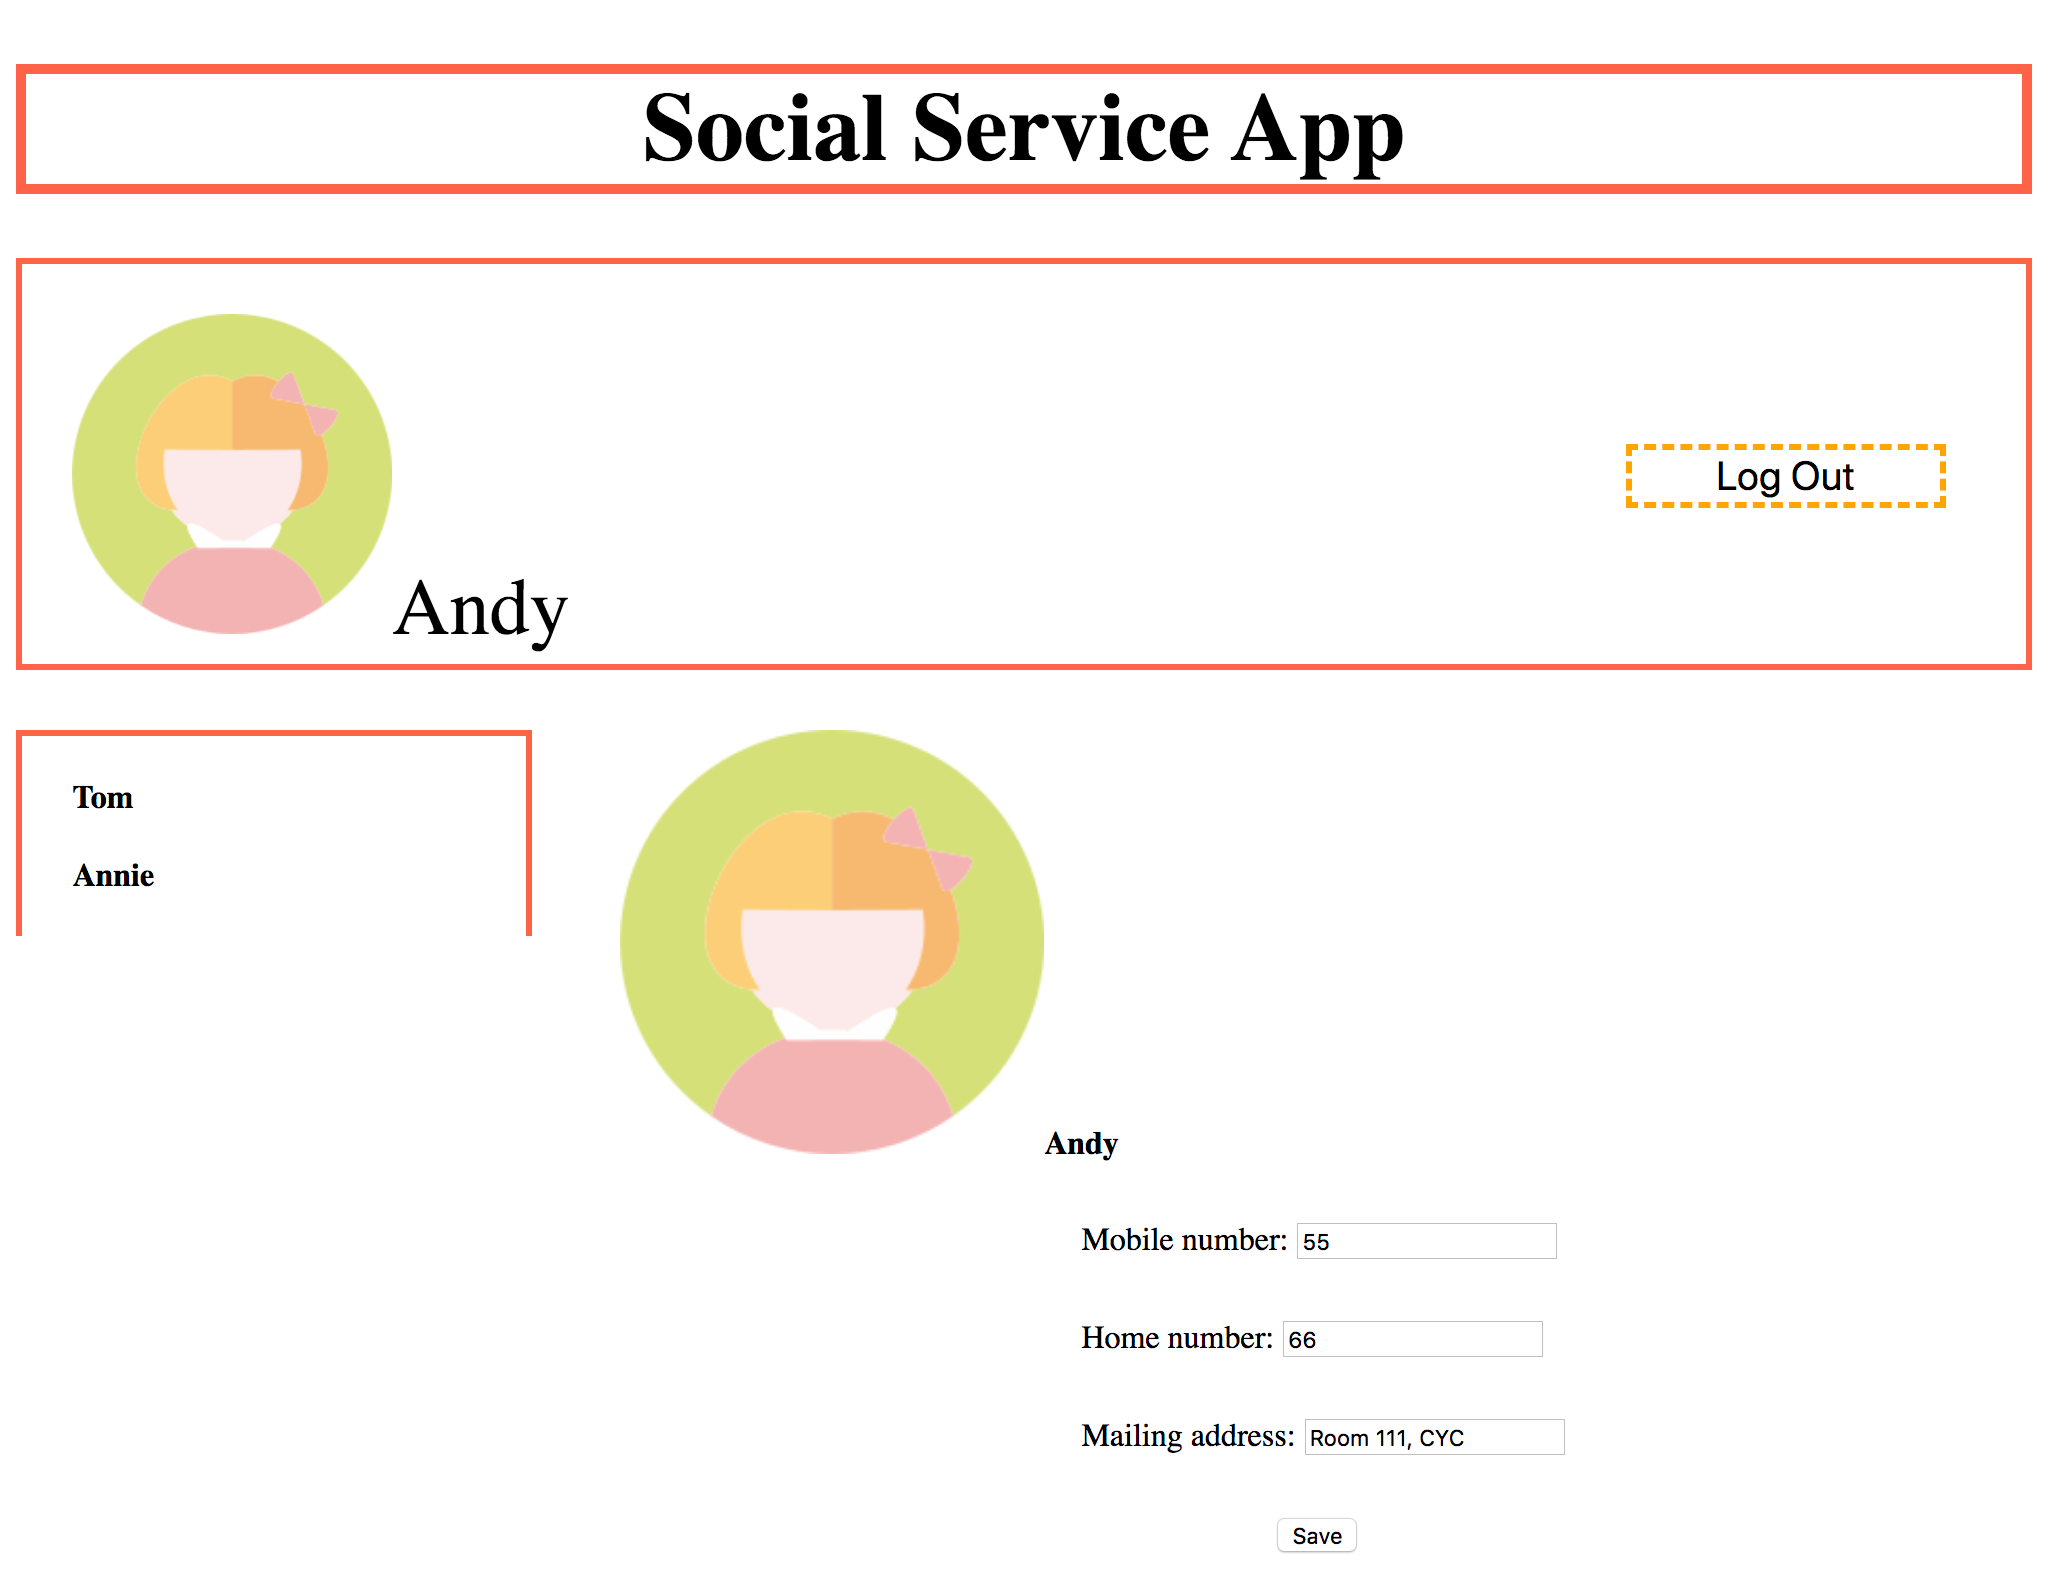 Social Service App
Log Out
Andy
Tom
Annie
Andy
Mobile number: 55
Home number: 66
Mailing address: Room 111, CYC
Save